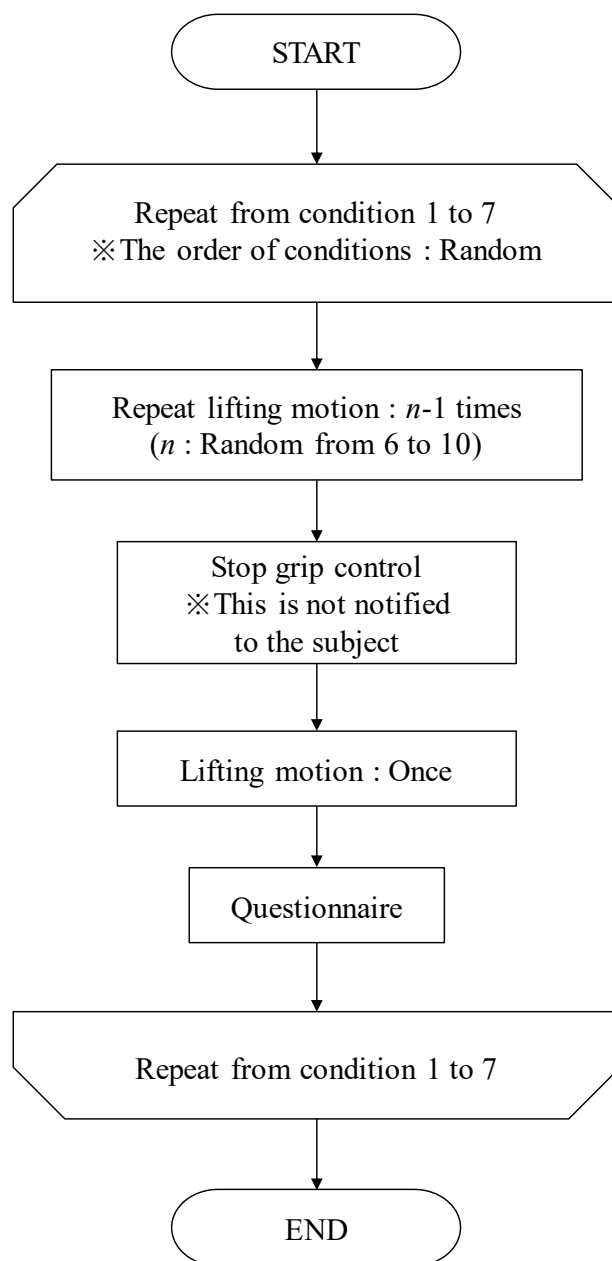 START
Repeat from condition 1 to 7
※The order of conditions : Random
Repeat lifting motion : n-1 times
(n : Random from 6 to 10)
Stop grip control
※This is not notified
to the subject
Lifting motion : Once
Questionnaire
Repeat from condition 1 to 7
END